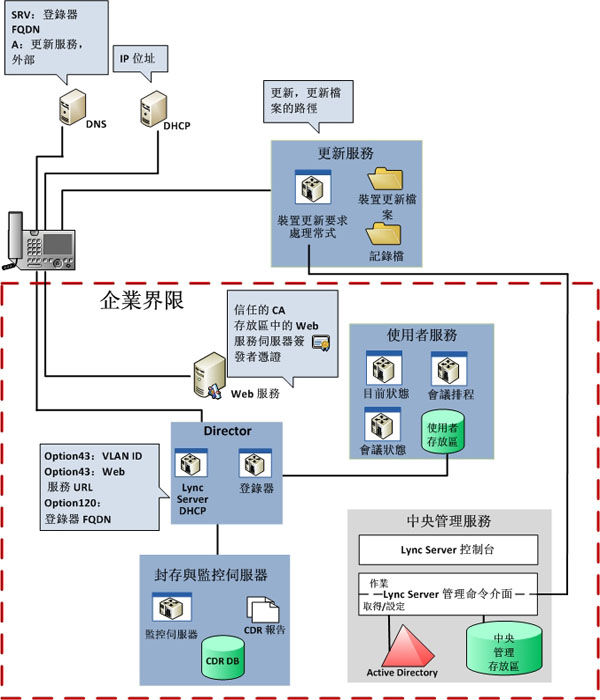 SRV：登錄器
FQDN
A：更新服務，
外部
IP 位址
DNS
DHCP
更新，更新檔
案的路徑
更新服務
裝置更新要求
處理常式
裝置更新檔
案
記錄檔
企業界限
信任的 CA
存放區中的 Web
服務伺服器簽
發者憑證
Web 服務
使用者服務
目前狀態
會議排程
會議狀態
使用者
存放區
Director
Lync
Server
DHCP
登錄器
Option43：VLAN ID
Option43：Web
服務 URL
Option120：
登錄器 FQDN
封存與監控伺服器
監控伺服器
CDR 報告
CDR DB
中央管理服務
Lync Server 控制台
作業
Lync Server 管理命令介面
取得/設定
Active Directory
中央
管理
存放區